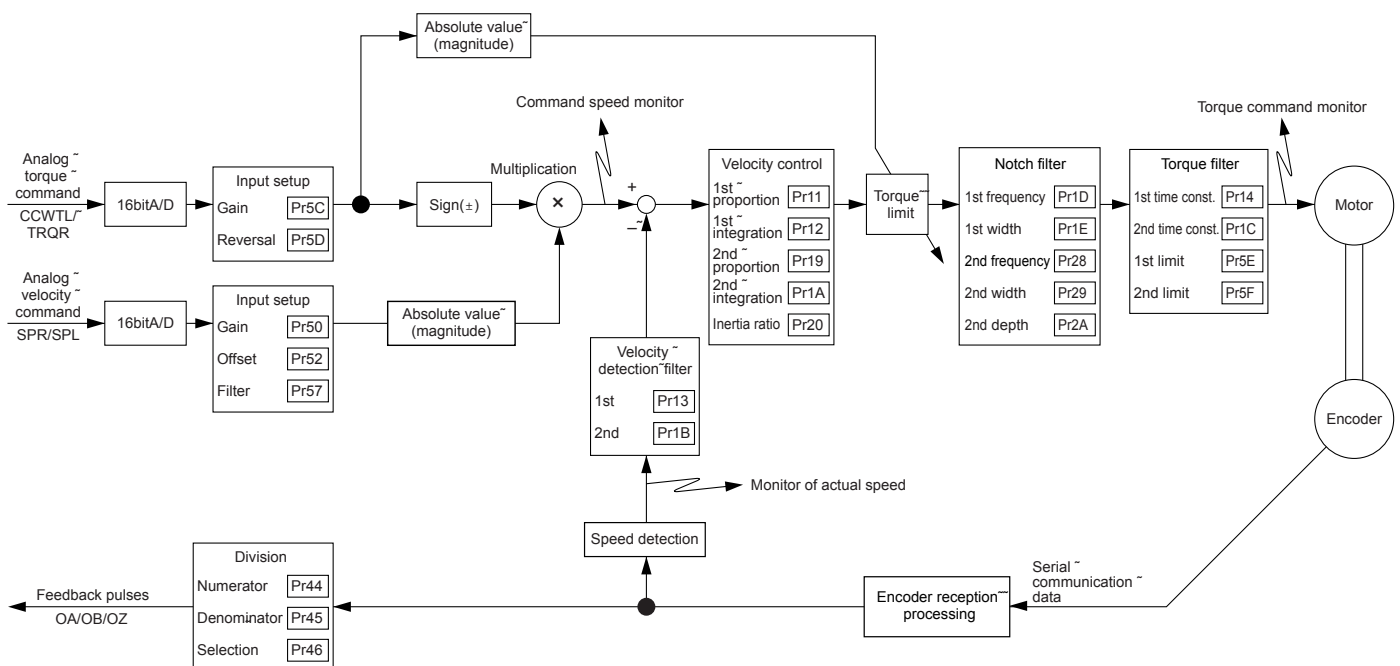 Absolute value˜
(magnitude)
Command speed monitor
Torque command monitor
Analog ˜
torque ˜
command
CCWTL/˜
TRQR
16bitA/D
Input setup
Gain Pr5C
Reversal Pr5D
Sign(±)
Multiplication
×
+
−˜
Velocity control
1st ˜
proportion Pr11
1st ˜
integration Pr12
2nd ˜
proportion Pr19
2nd ˜
integration Pr1A
Inertia ratio Pr20
Torque˜˜
limit
Notch filter
1st frequency Pr1D
1st width Pr1E
2nd frequency Pr28
2nd width Pr29
2nd depth Pr2A
Torque filter
1st time const. Pr14
2nd time const. Pr1C
1st limit Pr5E
2nd limit Pr5F
Motor
Analog ˜
velocity ˜
command
SPR/SPL
16bitA/D
Input setup
Gain Pr50
Offset Pr52
Filter Pr57
Absolute value˜
(magnitude)
Velocity ˜
detection˜filter
1st Pr13
2nd Pr1B
Encoder
Monitor of actual speed
Speed detection
Division
Numerator Pr44
Denominator Pr45
Selection Pr46
Feedback pulses
OA/OB/OZ
Encoder reception˜˜
processing
Serial ˜
communication ˜
data